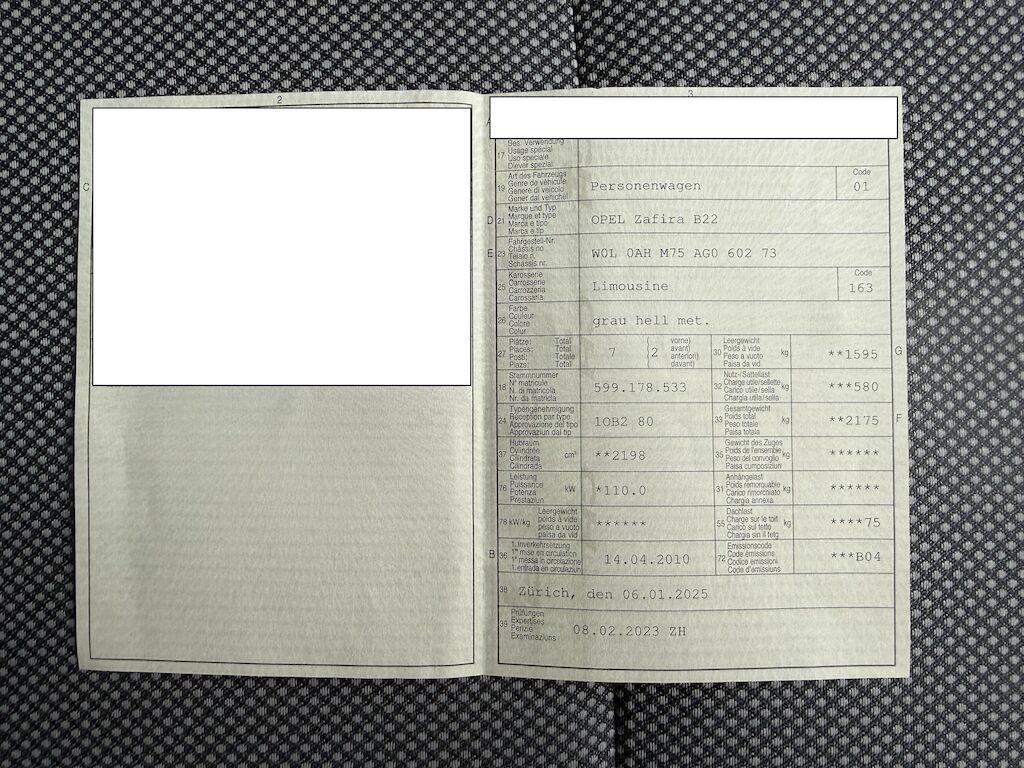 2
3
C
A
17 Bes. Verwendung
Usage spécial
Uso speciale
Diever spezial
19 Art des Fahrzeugs
Genre de véhicule
Genere di veicolo
Gener dal vehichel
Personenwagen
Code
01
D 21 Marke und Typ
Marque et type
Marca e tipo
Marca e tip
OPEL Zafira B22
E 23 Fahrgestell-Nr.
Châssis no
Telaio n.
Schassis nr.
W0L 0AH M75 AG0 602 73
25 Karosserie
Carrosserie
Carrozzeria
Carossaria
Limousine
Code
163
26 Farbe
Couleur
Colore
Colur
grau hell met.
27 Plätze: Total
Places: Total
Posti: Totale
Plazs: Total
7
(2 vorne)
avant)
anteriori)
davant)
30 Leergewicht
Poids à vide
Peso a vuoto
Paisa da vid
kg
**1595
G
18 Stammnummer
N° matricule
N. di matricola
Nr. da matricla
599.178.533
32 Nutz-/Sattellast
Charge utile/sellette
Carico utile/sella
Chargia utila/sella
kg
***580
24 Typengenehmigung
Réception par type
Approvazione del tipo
Approvaziun dal tip
1OB2 80
33 Gesamtgewicht
Poids total
Peso totale
Paisa totala
kg
**2175
F
37 Hubraum
Cylindrée
Cilindrata
Cilindrada
cm³
**2198
35 Gewicht des Zuges
Poids de l'ensemble
Peso del convoglio
Paisa cumposiziun
kg
******
76 Leistung
Puissance
Potenza
Prestaziun
kW
*110.0
31 Anhängelast
Poids remorquable
Carico rimorchiato
Chargia annexa
kg
******
78 kW/kg
Leergewicht
poids à vide
peso a vuoto
paisa da vid
******
55 Dachlast
Charge sur le toit
Carico sul tetto
Chargia sin il tetg
kg
****75
B 36 1. Inverkehrsetzung
1re mise en circulation
1a messa in circolazione
1. entrada en circulaziun
14.04.2010
72 Emissionscode
Code émissions
Codice emissioni
Code d'emissiuns
***B04
38 Zürich, den 06.01.2025
39 Prüfungen
Expertises
Perizie
Examinaziuns
08.02.2023 ZH